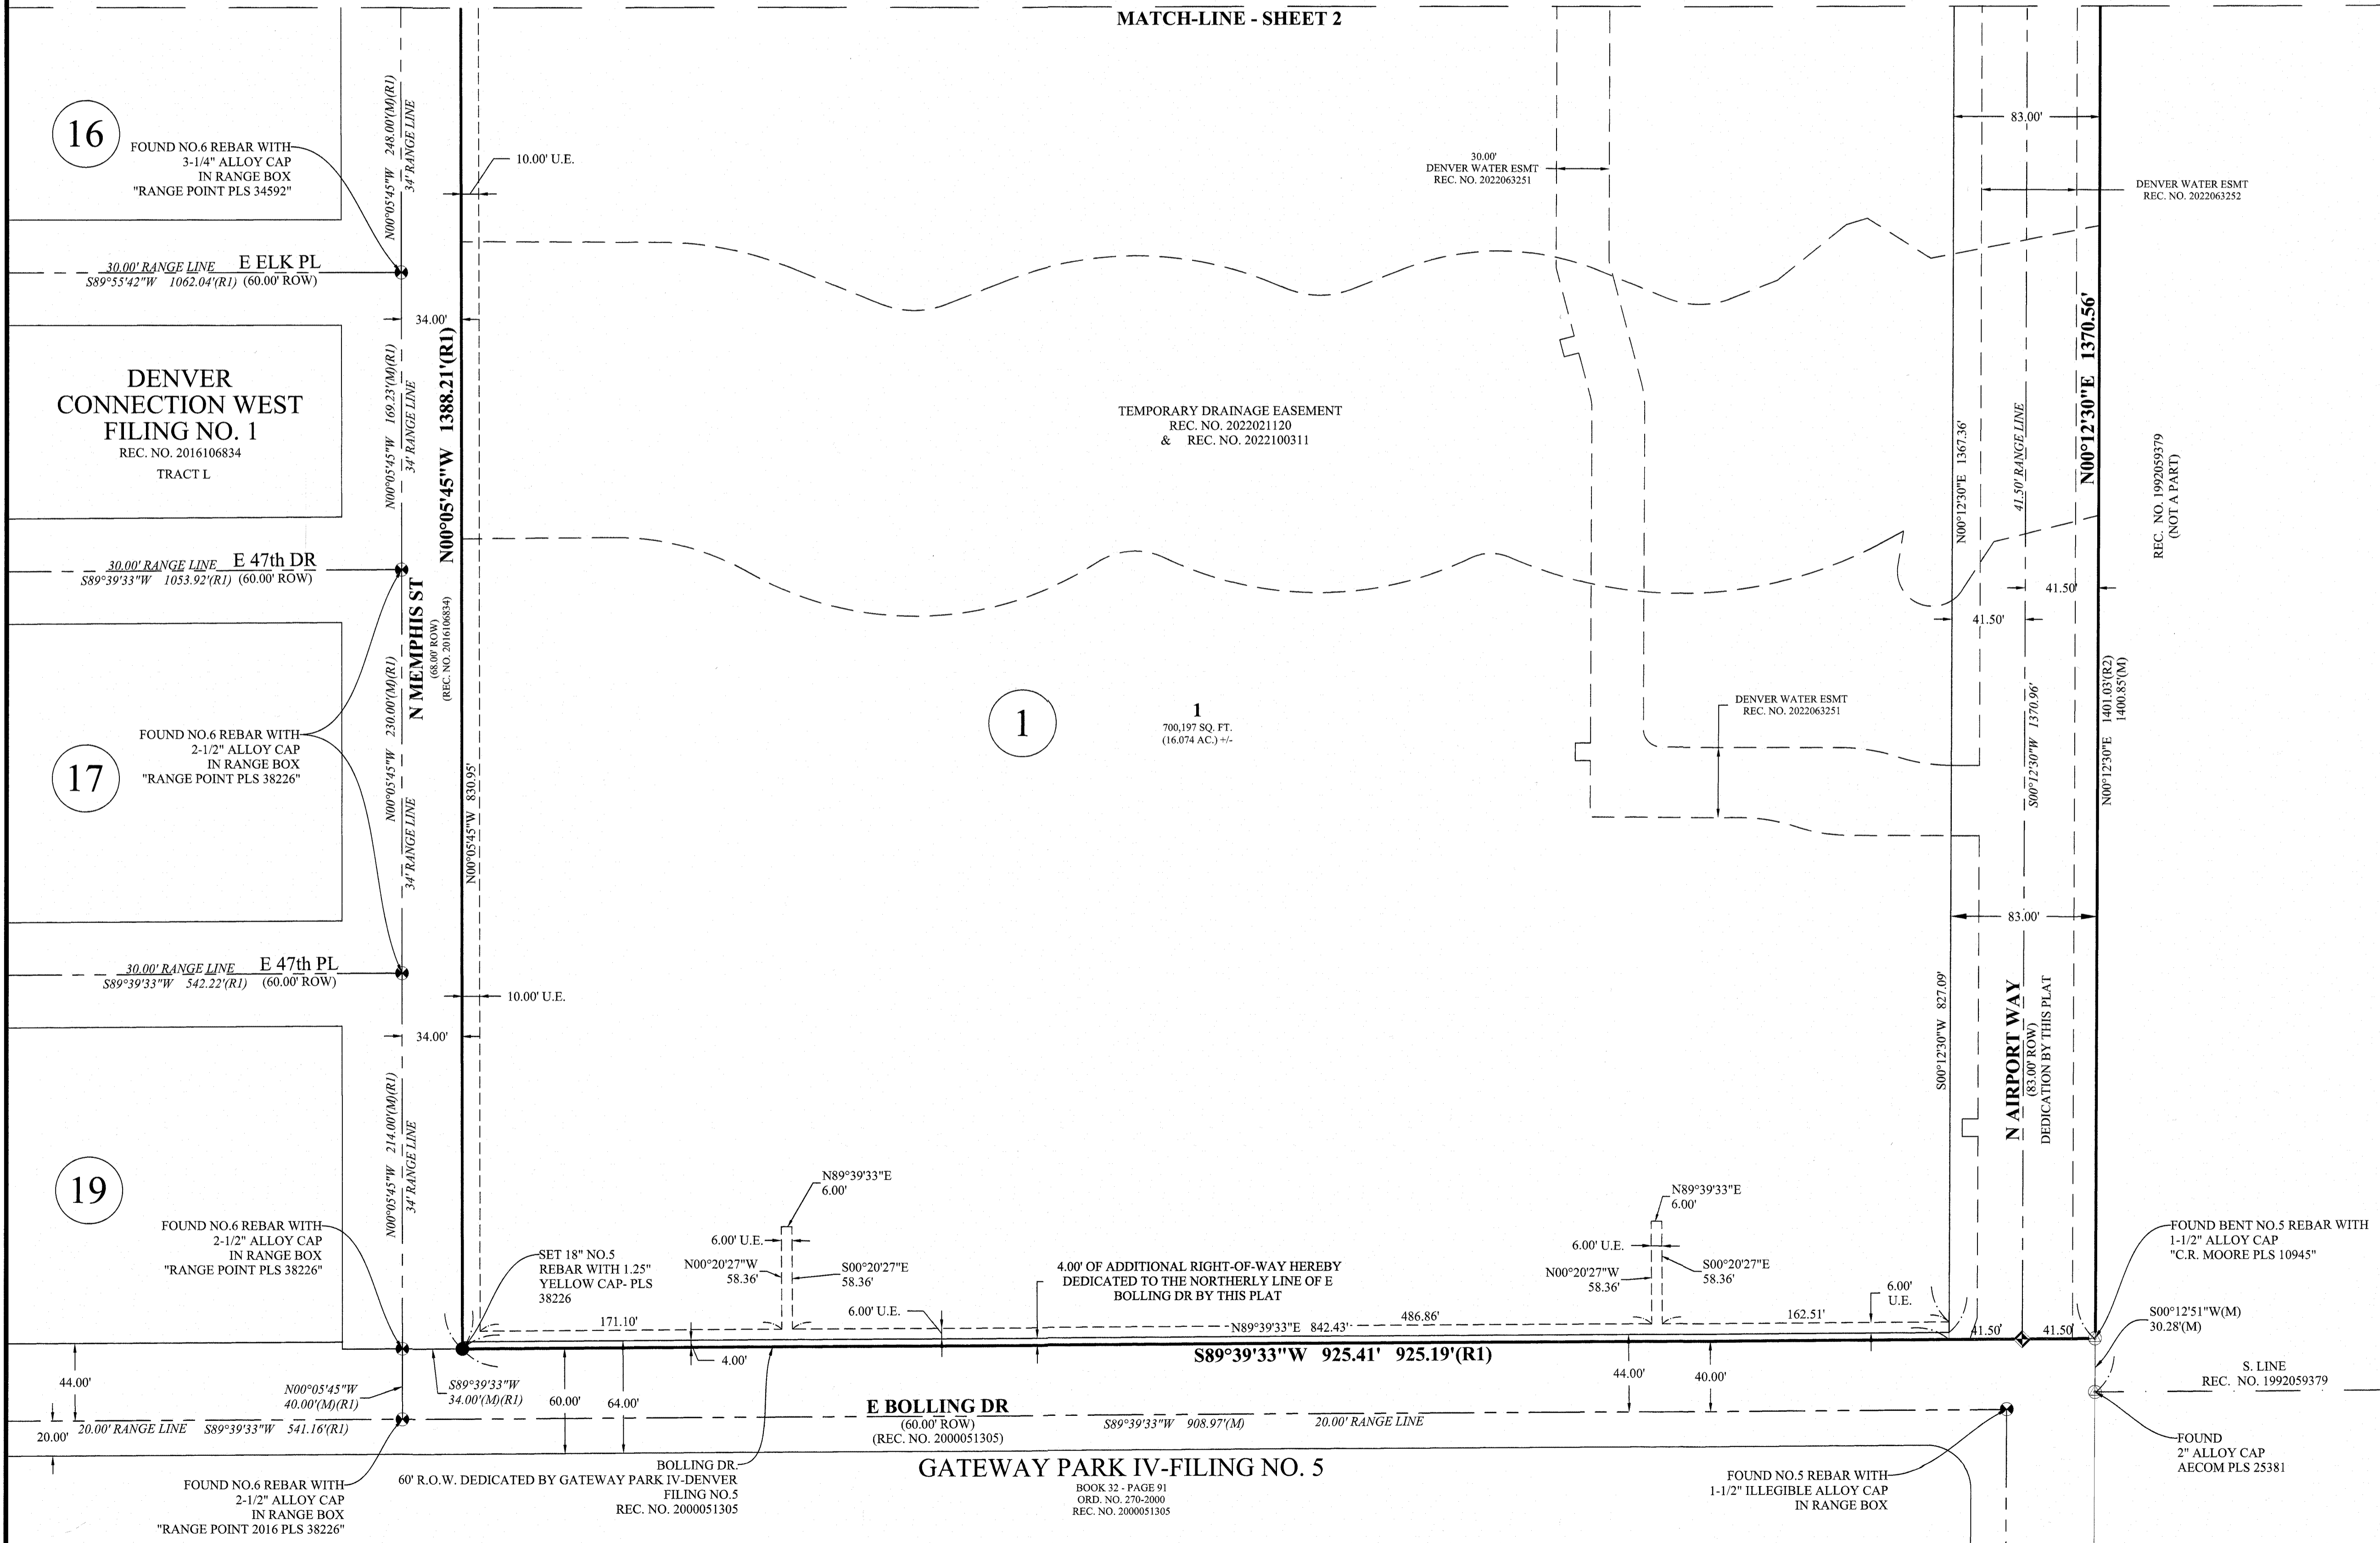 MATCH-LINE - SHEET 2
16
FOUND NO.6 REBAR WITH
3-1/4" ALLOY CAP
IN RANGE BOX
"RANGE POINT PLS 34592"
N00°05'45"W 248.00'(M)(R1)
34' RANGE LINE
10.00' U.E.
30.00'
DENVER WATER ESMT
REC. NO. 2022063251
83.00'
DENVER WATER ESMT
REC. NO. 2022063252
30.00' RANGE LINE
E ELK PL
S89°55'42"W 1062.04'(R1)
(60.00' ROW)
34.00'
DENVER
CONNECTION WEST
FILING NO. 1
REC. NO. 2016106834
TRACT L
N00°05'45"W 169.23'(M)(R1)
34' RANGE LINE
N00°05'45"W 1388.21'(R1)
TEMPORARY DRAINAGE EASEMENT
REC. NO. 2022021120
& REC. NO. 2022100311
N00°12'30"E 1367.36'
41.50' RANGE LINE
N00°12'30"E 1370.56'
REC. NO. 1992059379
(NOT A PART)
30.00' RANGE LINE
E 47th DR
S89°39'33"W 1053.92'(R1)
(60.00' ROW)
N MEMPHIS ST
(68.00' ROW)
(REC. NO. 2016106834)
41.50'
41.50'
17
FOUND NO.6 REBAR WITH
2-1/2" ALLOY CAP
IN RANGE BOX
"RANGE POINT PLS 38226"
N00°05'45"W 230.00'(M)(R1)
34' RANGE LINE
N00°05'45"W 830.95'
1
1
700,197 SQ. FT.
(16.074 AC.) +/-
DENVER WATER ESMT
REC. NO. 2022063251
S00°12'30"W 1370.96'
N00°12'30"E 1401.03'(R2)
1400.85'(M)
83.00'
30.00' RANGE LINE
E 47th PL
S89°39'33"W 542.22'(R1)
(60.00' ROW)
10.00' U.E.
34.00'
S00°12'30"W 827.09'
N AIRPORT WAY
(83.00' ROW)
DEDICATION BY THIS PLAT
19
N00°05'45"W 214.00'(M)(R1)
34' RANGE LINE
FOUND NO.6 REBAR WITH
2-1/2" ALLOY CAP
IN RANGE BOX
"RANGE POINT PLS 38226"
SET 18" NO.5
REBAR WITH 1.25"
YELLOW CAP- PLS
38226
N89°39'33"E
6.00'
6.00' U.E.
N00°20'27"W
58.36'
S00°20'27"E
58.36'
6.00' U.E.
4.00' OF ADDITIONAL RIGHT-OF-WAY HEREBY
DEDICATED TO THE NORTHERLY LINE OF E
BOLLING DR BY THIS PLAT
N89°39'33"E
6.00'
6.00' U.E.
N00°20'27"W
58.36'
S00°20'27"E
58.36'
6.00'
U.E.
FOUND BENT NO.5 REBAR WITH
1-1/2" ALLOY CAP
"C.R. MOORE PLS 10945"
S00°12'51"W(M)
30.28'(M)
171.10'
N89°39'33"E 842.43'
486.86'
162.51'
41.50'
41.50'
4.00'
S89°39'33"W 925.41' 925.19'(R1)
S. LINE
REC. NO. 1992059379
44.00'
N00°05'45"W
40.00'(M)(R1)
S89°39'33"W
34.00'(M)(R1)
60.00'
64.00'
44.00'
40.00'
20.00'
20.00' RANGE LINE S89°39'33"W 541.16'(R1)
E BOLLING DR
(60.00' ROW)
(REC. NO. 2000051305)
S89°39'33"W 908.97'(M)
20.00' RANGE LINE
FOUND NO.6 REBAR WITH
2-1/2" ALLOY CAP
IN RANGE BOX
"RANGE POINT 2016 PLS 38226"
BOLLING DR.
60' R.O.W. DEDICATED BY GATEWAY PARK IV-DENVER
FILING NO.5
REC. NO. 2000051305
GATEWAY PARK IV-FILING NO. 5
BOOK 32 - PAGE 91
ORD. NO. 270-2000
REC. NO. 2000051305
FOUND NO.5 REBAR WITH
1-1/2" ILLEGIBLE ALLOY CAP
IN RANGE BOX
FOUND
2" ALLOY CAP
AECOM PLS 25381